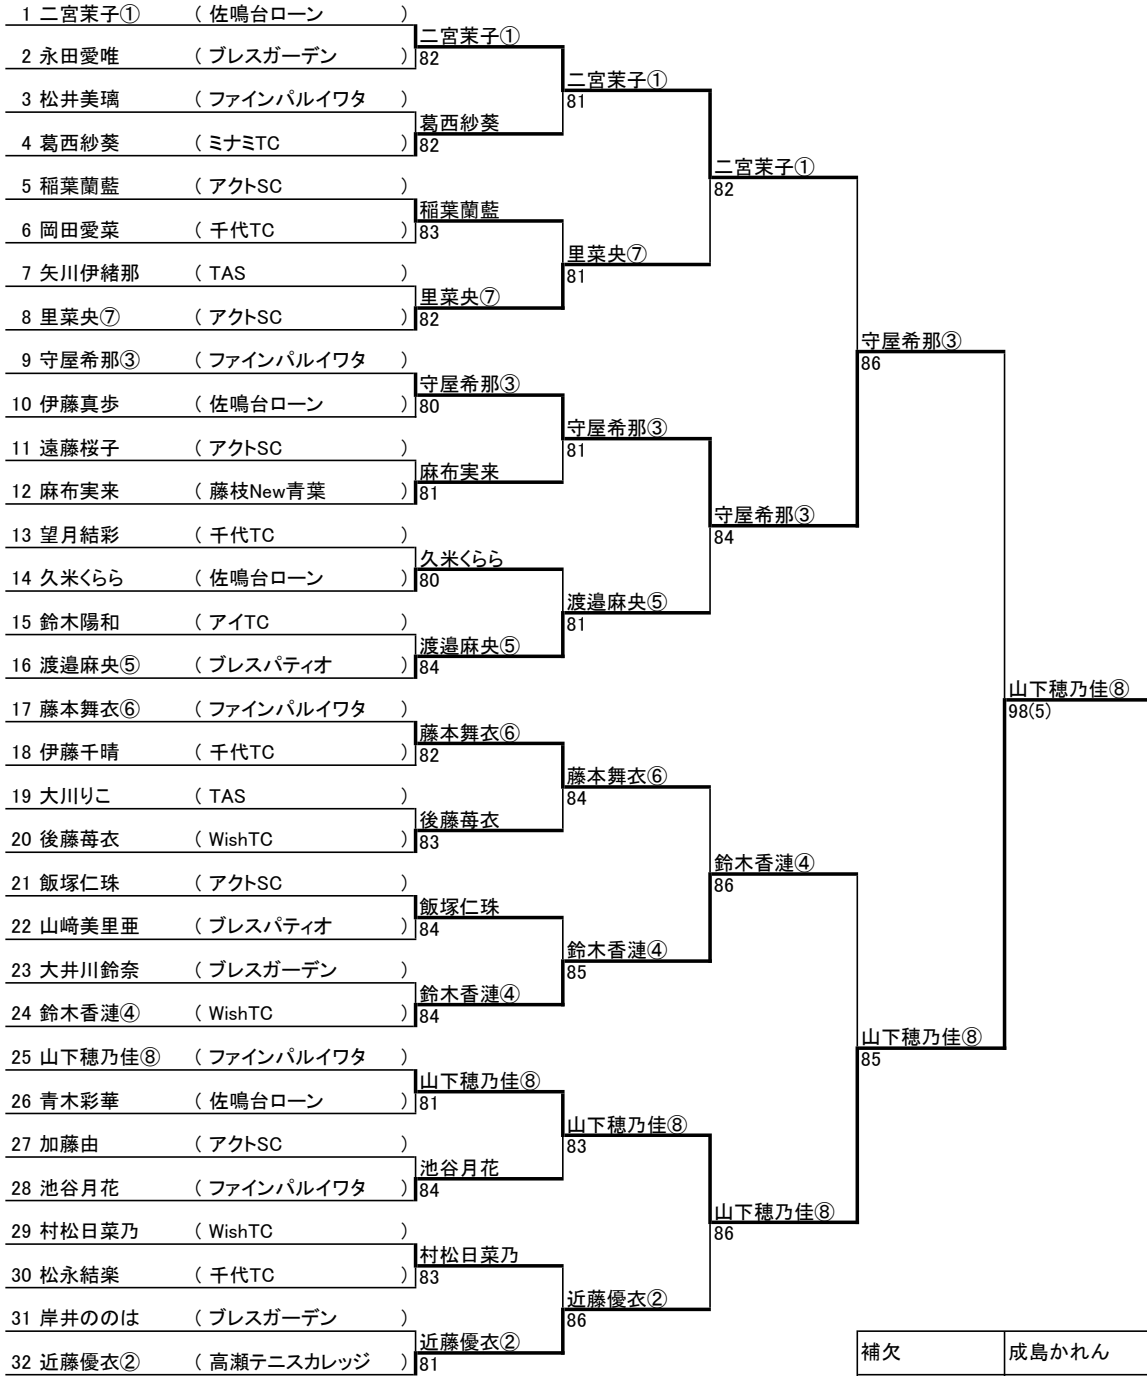 1 二宮茉子① ( 佐鳴台ローン )
2 永田愛唯 ( ブレスガーデン )
3 松井美璃 ( ファインパルイワタ )
4 葛西紗葵 ( ミナミTC )
5 稲葉蘭藍 ( アクトSC )
6 岡田愛菜 ( 千代TC )
7 矢川伊緒那 ( TAS )
8 里菜央⑦ ( アクトSC )
9 守屋希那③ ( ファインパルイワタ )
10 伊藤真歩 ( 佐鳴台ローン )
11 遠藤桜子 ( アクトSC )
12 麻布実来 ( 藤枝New青葉 )
13 望月結彩 ( 千代TC )
14 久米くらら ( 佐鳴台ローン )
15 鈴木陽和 ( アイTC )
16 渡邉麻央⑤ ( ブレスパティオ )
17 藤本舞衣⑥ ( ファインパルイワタ )
18 伊藤千晴 ( 千代TC )
19 大川りこ ( TAS )
20 後藤苺衣 ( WishTC )
21 飯塚仁珠 ( アクトSC )
22 山﨑美里亜 ( ブレスパティオ )
23 大井川鈴奈 ( ブレスガーデン )
24 鈴木香漣④ ( WishTC )
25 山下穂乃佳⑧ ( ファインパルイワタ )
26 青木彩華 ( 佐鳴台ローン )
27 加藤由 ( アクトSC )
28 池谷月花 ( ファインパルイワタ )
29 村松日菜乃 ( WishTC )
30 松永結楽 ( 千代TC )
31 岸井ののは ( ブレスガーデン )
32 近藤優衣② ( 高瀬テニスカレッジ )
二宮茉子①
82
葛西紗葵
82
稲葉蘭藍
83
里菜央⑦
82
守屋希那③
80
麻布実来
81
久米くらら
80
渡邉麻央⑤
84
藤本舞衣⑥
82
後藤苺衣
83
飯塚仁珠
84
鈴木香漣④
84
山下穂乃佳⑧
81
池谷月花
84
村松日菜乃
83
近藤優衣②
81
二宮茉子①
81
里菜央⑦
81
守屋希那③
81
渡邉麻央⑤
81
藤本舞衣⑥
84
鈴木香漣④
85
山下穂乃佳⑧
83
近藤優衣②
86
二宮茉子①
82
守屋希那③
84
鈴木香漣④
86
山下穂乃佳⑧
86
守屋希那③
86
山下穂乃佳⑧
85
山下穂乃佳⑧
98(5)
補欠 成島かれん